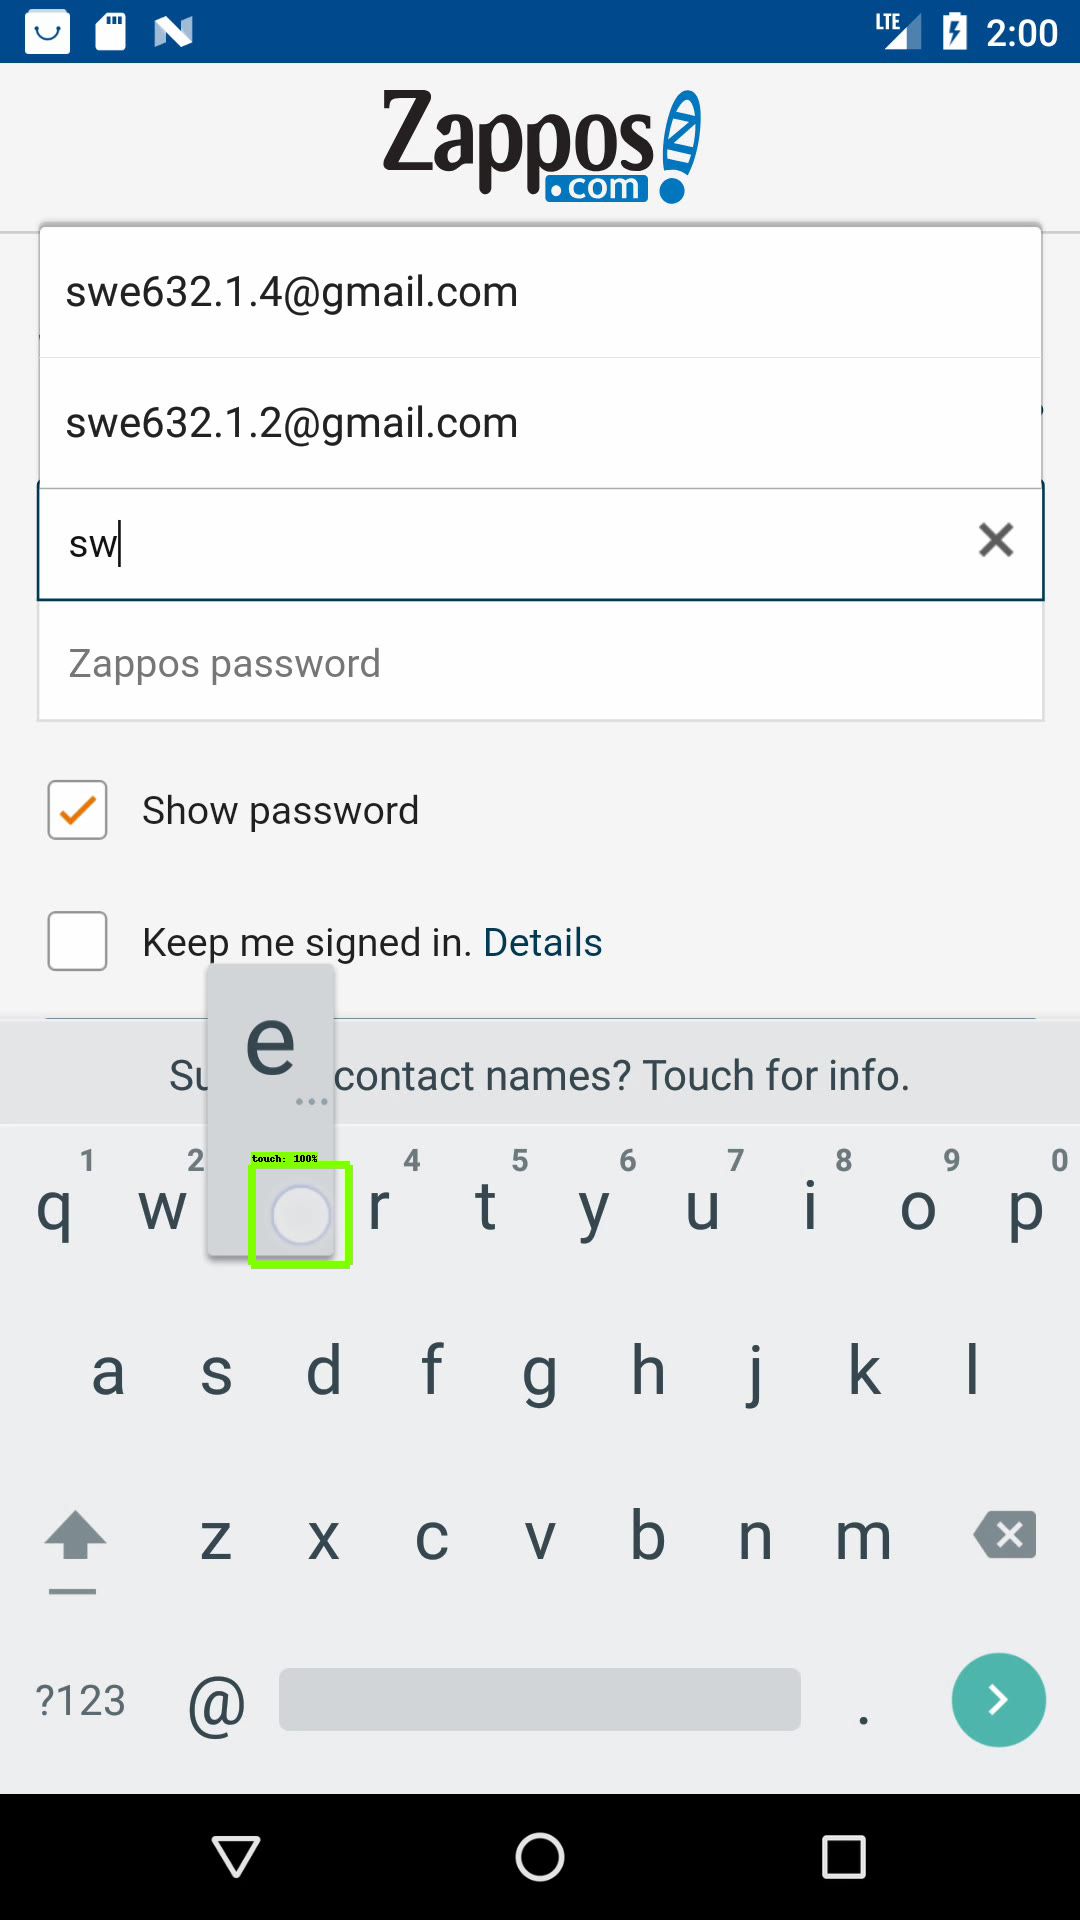 LTE 2:00
Zappos
.com
swe632.1.4@gmail.com
swe632.1.2@gmail.com
sw
Zappos password
Show password
Keep me signed in. Details
e
Su contact names? Touch for info.
...
touch: 100%
1 2 4 5 6 7 8 9 0
q w r t y u i o p
a s d f g h j k l
z x c v b n m
?123 @ .